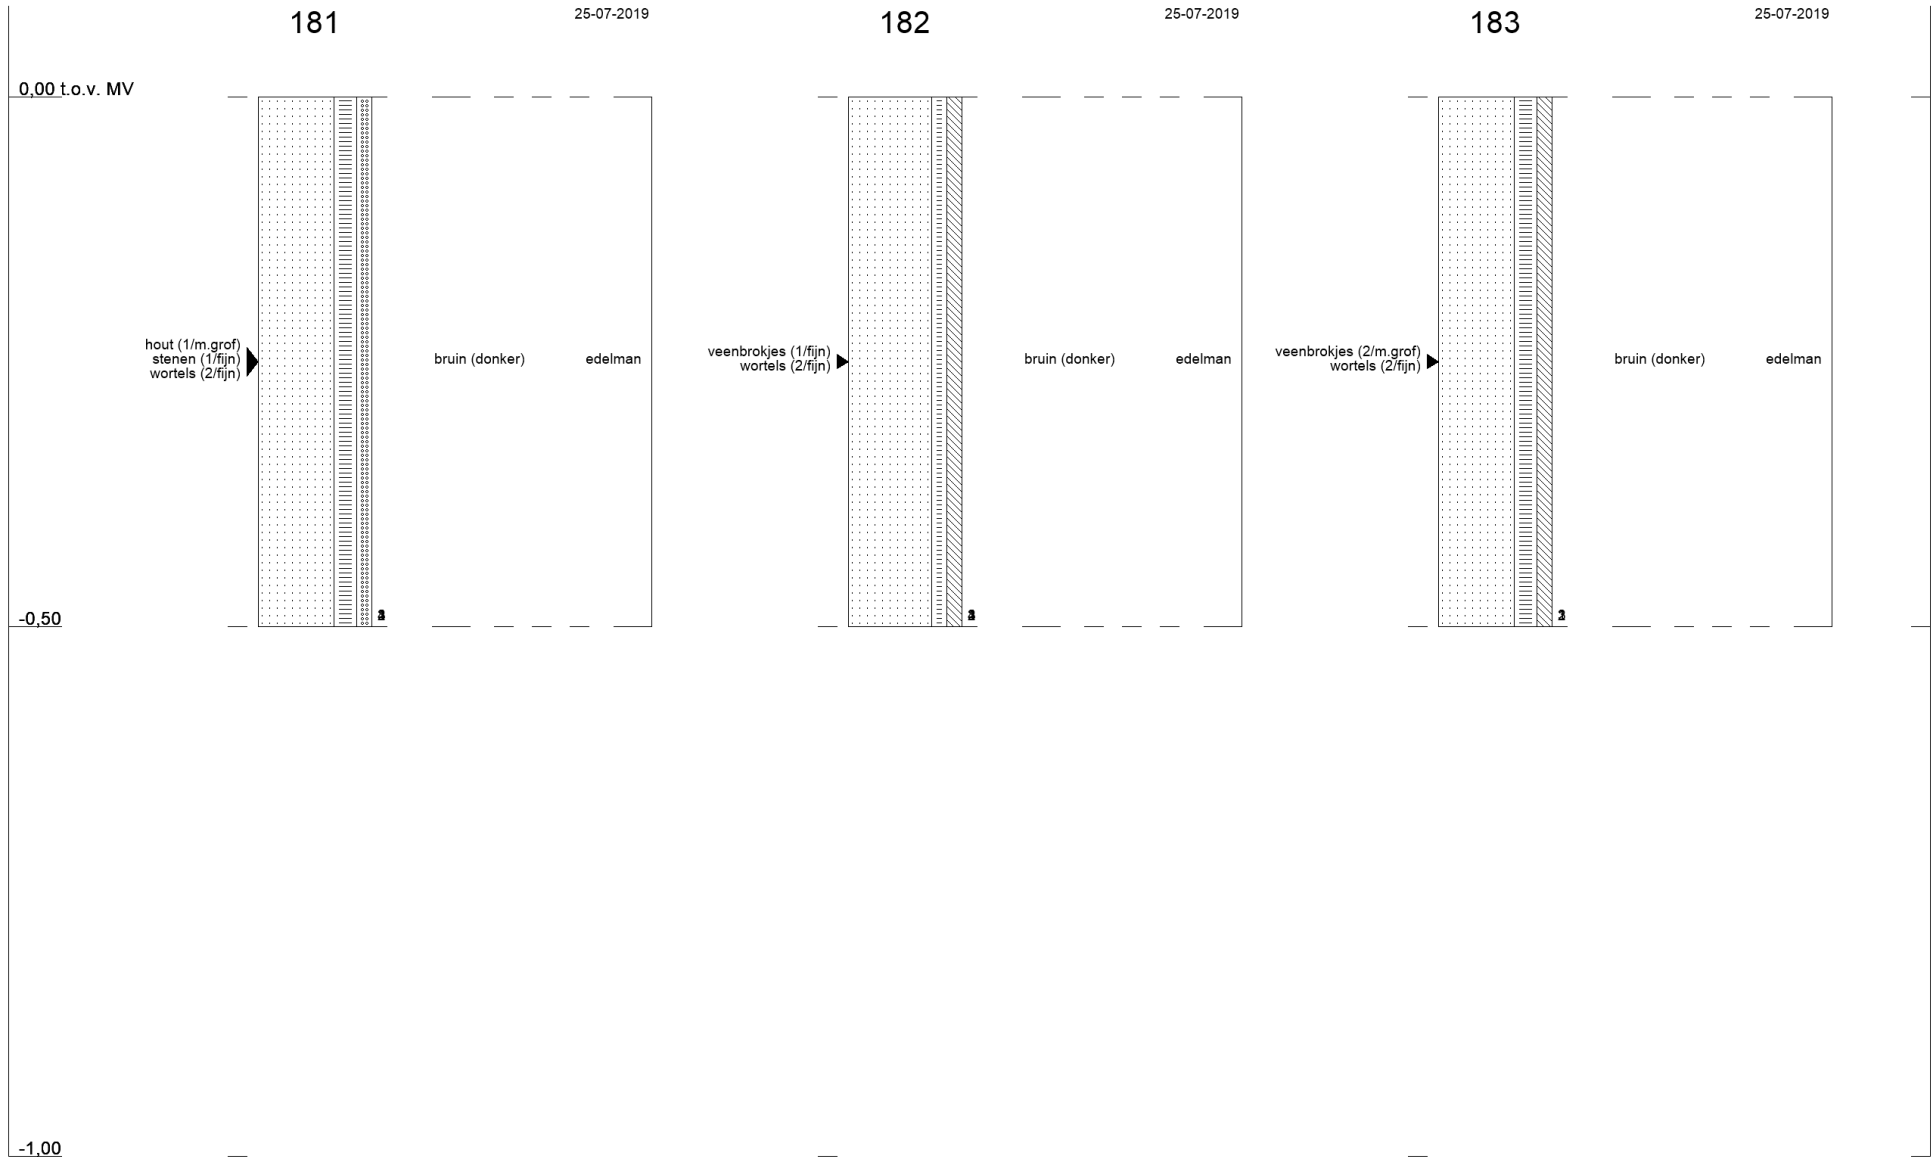 181
25-07-2019
182
25-07-2019
183
25-07-2019
0,00 t.o.v. MV
hout (1/m.grof)
stenen (1/fijn)
wortels (2/fijn)
bruin (donker)
edelman
veenbrokjes (1/fijn)
wortels (2/fijn)
bruin (donker)
edelman
veenbrokjes (2/m.grof)
wortels (2/fijn)
bruin (donker)
edelman
-0,50
-1,00